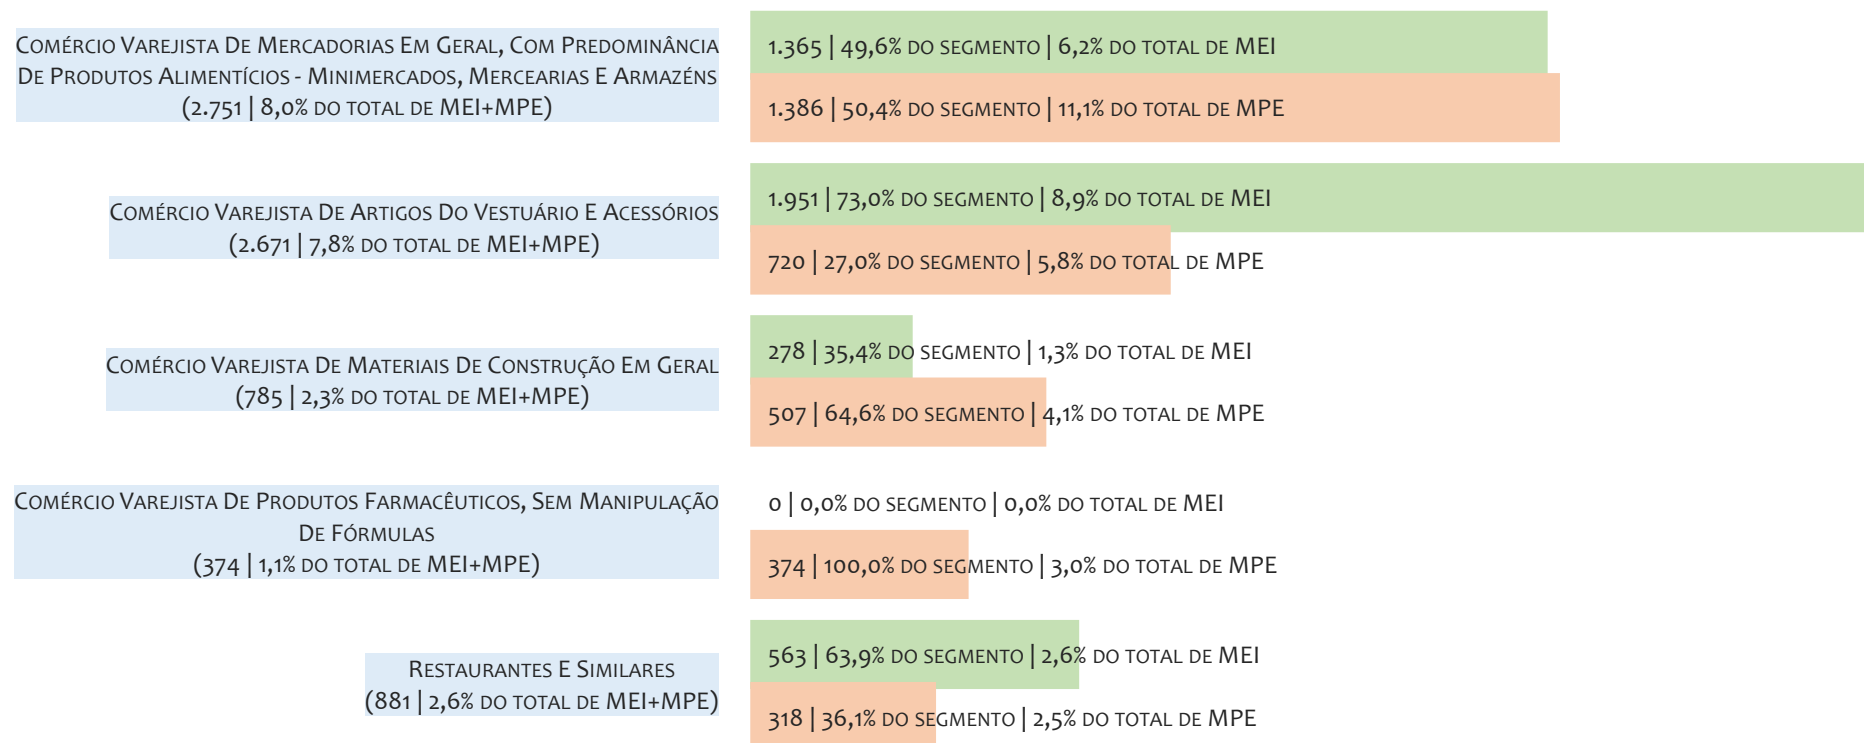 Comércio Varejista De Mercadorias Em Geral, Com Predominância
De Produtos Alimentícios - Minimercados, Mercearias E Armazéns
(2.751 | 8,0% do total de MEI+MPE)
1.365 | 49,6% do segmento | 6,2% do total de MEI
1.386 | 50,4% do segmento | 11,1% do total de MPE
Comércio Varejista De Artigos Do Vestuário E Acessórios
(2.671 | 7,8% do total de MEI+MPE)
1.951 | 73,0% do segmento | 8,9% do total de MEI
720 | 27,0% do segmento | 5,8% do total de MPE
Comércio Varejista De Materiais De Construção Em Geral
(785 | 2,3% do total de MEI+MPE)
278 | 35,4% do segmento | 1,3% do total de MEI
507 | 64,6% do segmento | 4,1% do total de MPE
Comércio Varejista De Produtos Farmacêuticos, Sem Manipulação
De Fórmulas
(374 | 1,1% do total de MEI+MPE)
0 | 0,0% do segmento | 0,0% do total de MEI
374 | 100,0% do segmento | 3,0% do total de MPE
Restaurantes E Similares
(881 | 2,6% do total de MEI+MPE)
563 | 63,9% do segmento | 2,6% do total de MEI
318 | 36,1% do segmento | 2,5% do total de MPE